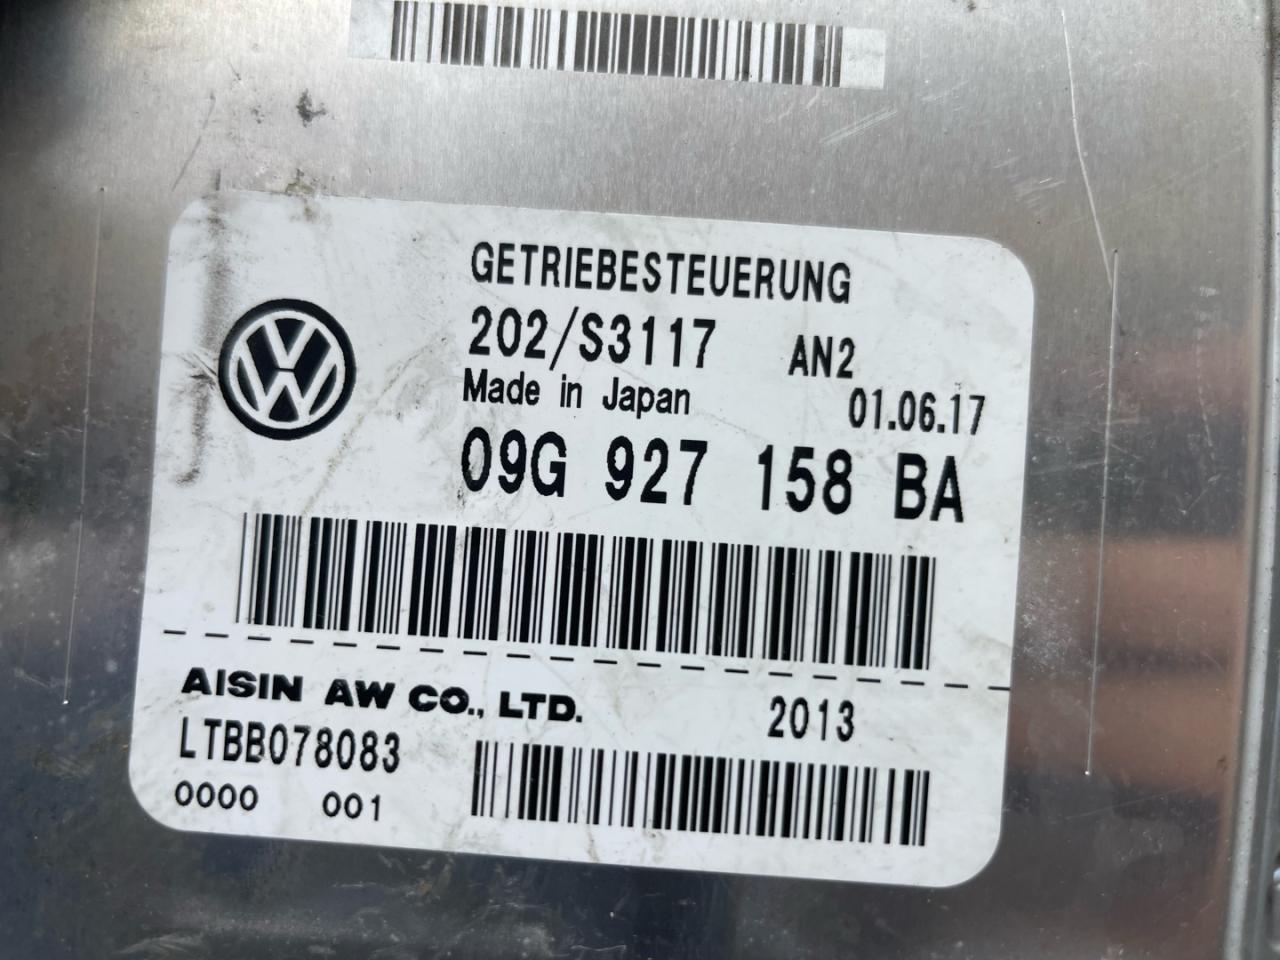 GETRIEBESTEUERUNG
202/S3117 AN2
Made in Japan 01.06.17
09G 927 158 BA
AISIN AW CO., LTD. 2013
LTBB078083
0000 001